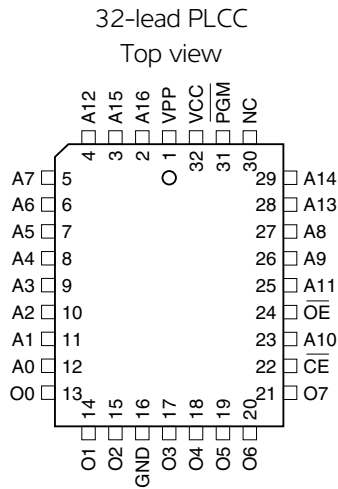 32-lead PLCC
Top view
A12 A15 A16 VPP VCC P̅G̅M̅ NC
4 3 2 1 32 31 30
A7 5 29 A14
A6 6 28 A13
A5 7 27 A8
A4 8 26 A9
A3 9 25 A11
A2 10 24 O̅E̅
A1 11 23 A10
A0 12 22 C̅E̅
O0 13 21 O7
14 15 16 17 18 19 20
O1 O2 GND O3 O4 O5 O6